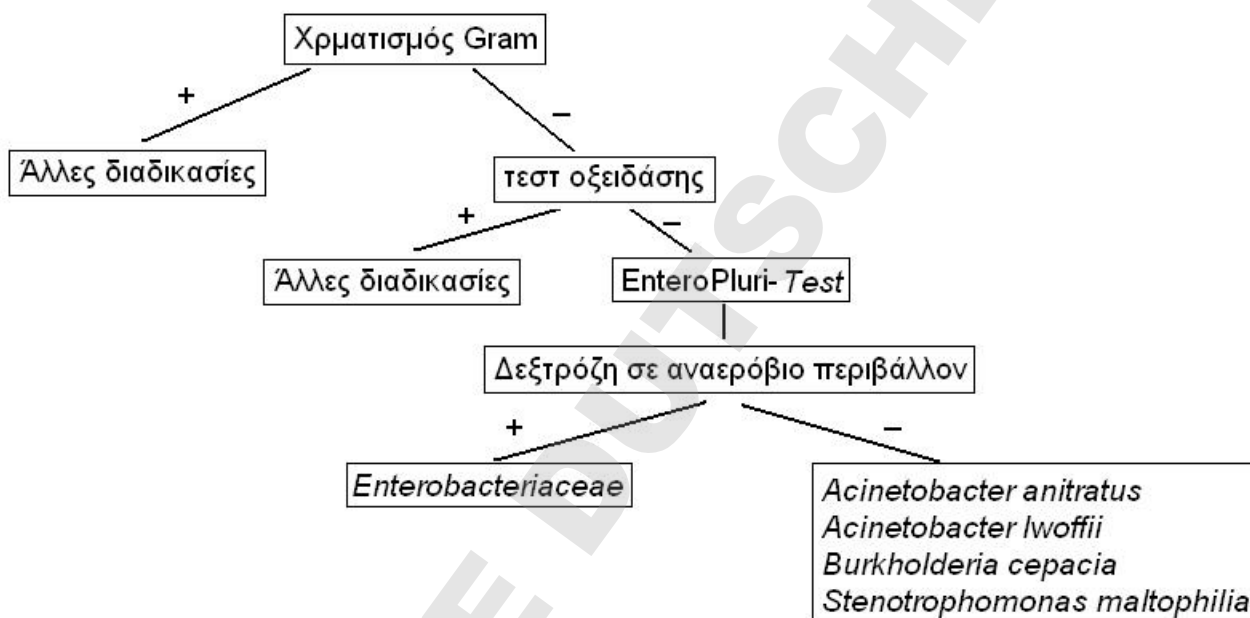 Χρματισμός Gram
+
–
Άλλες διαδικασίες
τεστ οξειδάσης
+
–
Άλλες διαδικασίες
EnteroPluri- Test
Δεξτρόζη σε αναερόβιο περιβάλλον
+
–
Enterobacteriaceae
Acinetobacter anitratus
Acinetobacter lwoffii
Burkholderia cepacia
Stenotrophomonas maltophilia
E DUTSCHE